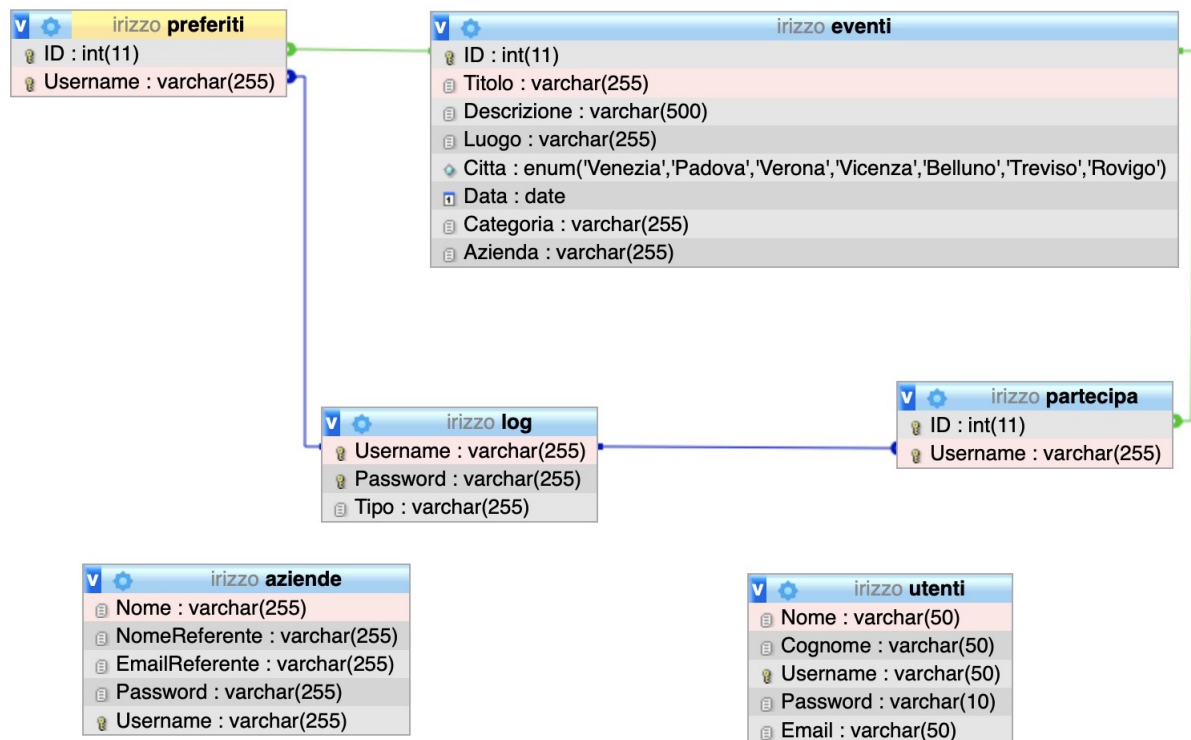 irizzo preferiti
ID : int(11)
Username : varchar(255)
irizzo eventi
ID : int(11)
Titolo : varchar(255)
Descrizione : varchar(500)
Luogo : varchar(255)
Citta : enum('Venezia','Padova','Verona','Vicenza','Belluno','Treviso','Rovigo')
Data : date
Categoria : varchar(255)
Azienda : varchar(255)
irizzo log
Username : varchar(255)
Password : varchar(255)
Tipo : varchar(255)
irizzo partecipa
ID : int(11)
Username : varchar(255)
irizzo aziende
Nome : varchar(255)
NomeReferente : varchar(255)
EmailReferente : varchar(255)
Password : varchar(255)
Username : varchar(255)
irizzo utenti
Nome : varchar(50)
Cognome : varchar(50)
Username : varchar(50)
Password : varchar(10)
Email : varchar(50)